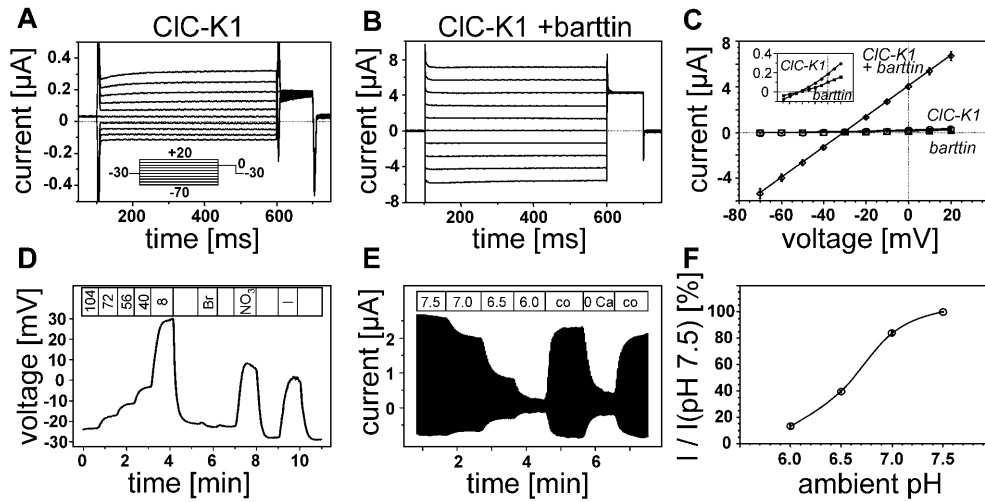 A ClC-K1
current [µA]
0.4
0.2
0
-0.2
-0.4
+20
-30
0
-30
-70
200 400 600
time [ms]
B ClC-K1 +barttin
current [µA]
8
4
0
-4
-8
200 400 600
time [ms]
C
current [µA]
8
4
0
-4
0.4
0.2
0
ClC-K1
barttin
ClC-K1
+ barttin
ClC-K1
barttin
-80 -60 -40 -20 0 20
voltage [mV]
D
voltage [mV]
104 72 56 40 8 Br NO3 I
30
20
10
0
-10
-20
-30
0 2 4 6 8 10
time [min]
E
current [µA]
7.5 7.0 6.5 6.0 co 0 Ca co
2
1
0
2 4 6
time [min]
F
I / I(pH 7.5) [%]
100
80
60
40
20
0
6.0 6.5 7.0 7.5
ambient pH